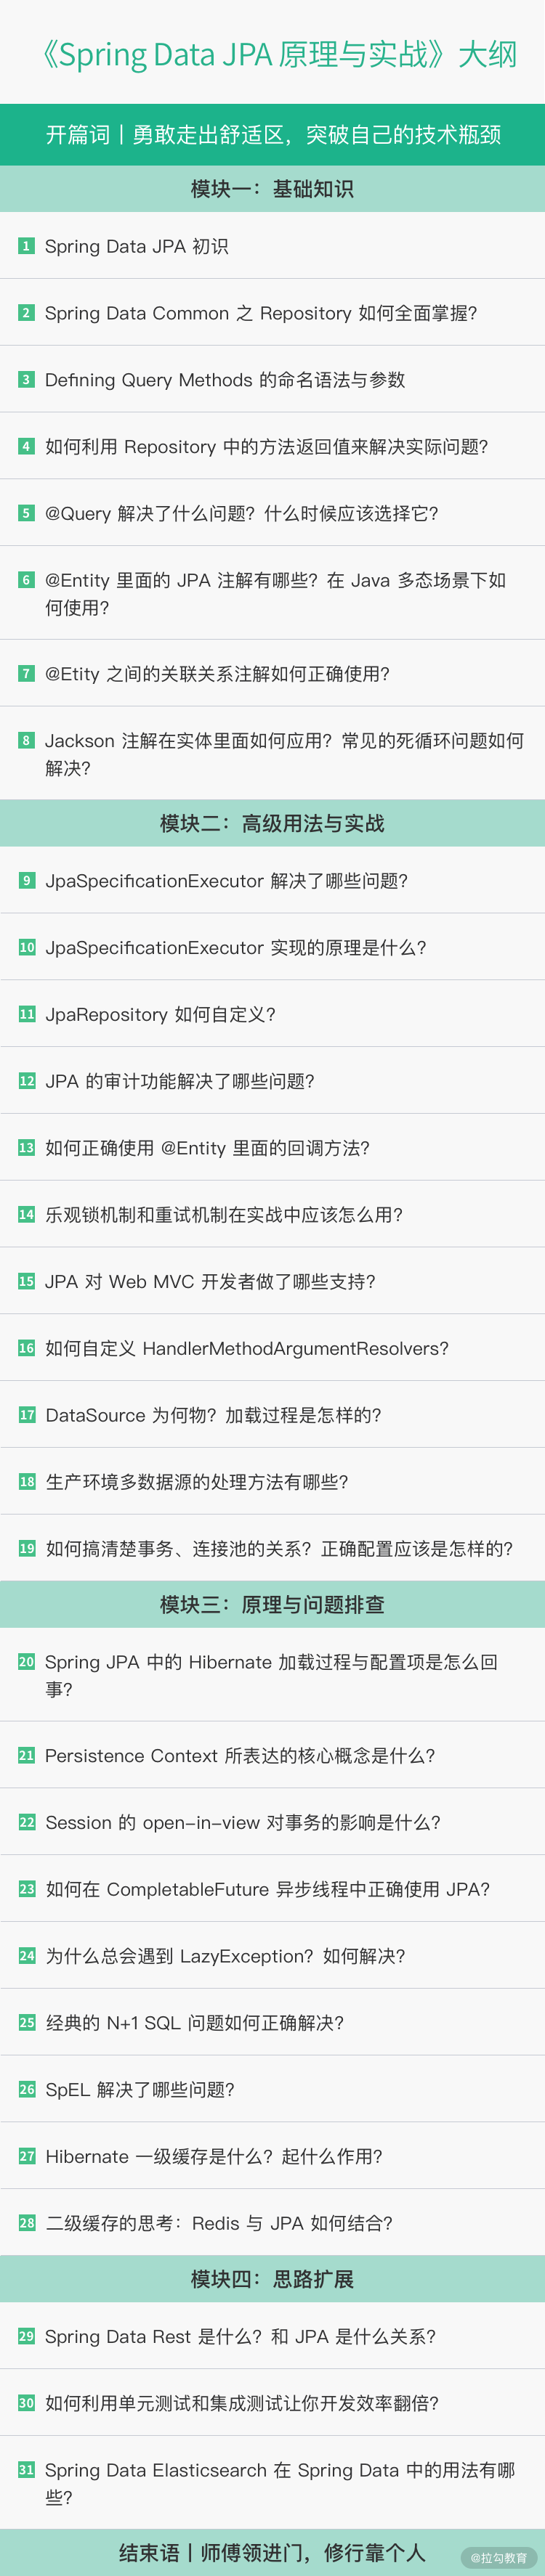 《Spring Data JPA 原理与实战》大纲
开篇词丨勇敢走出舒适区，突破自己的技术瓶颈
模块一：基础知识
1 Spring Data JPA 初识
2 Spring Data Common 之 Repository 如何全面掌握？
3 Defining Query Methods 的命名语法与参数
4 如何利用 Repository 中的方法返回值来解决实际问题？
5 @Query 解决了什么问题？什么时候应该选择它？
6 @Entity 里面的 JPA 注解有哪些？在 Java 多态场景下如
何使用？
7 @Etity 之间的关联关系注解如何正确使用？
8 Jackson 注解在实体里面如何应用？常见的死循环问题如何
解决？
模块二：高级用法与实战
9 JpaSpecificationExecutor 解决了哪些问题？
10 JpaSpecificationExecutor 实现的原理是什么？
11 JpaRepository 如何自定义？
12 JPA 的审计功能解决了哪些问题？
13 如何正确使用 @Entity 里面的回调方法？
14 乐观锁机制和重试机制在实战中应该怎么用？
15 JPA 对 Web MVC 开发者做了哪些支持？
16 如何自定义 HandlerMethodArgumentResolvers？
17 DataSource 为何物？加载过程是怎样的？
18 生产环境多数据源的处理方法有哪些？
19 如何搞清楚事务、连接池的关系？正确配置应该是怎样的？
模块三：原理与问题排查
20 Spring JPA 中的 Hibernate 加载过程与配置项是怎么回
事？
21 Persistence Context 所表达的核心概念是什么？
22 Session 的 open-in-view 对事务的影响是什么？
23 如何在 CompletableFuture 异步线程中正确使用 JPA？
24 为什么总会遇到 LazyException？如何解决？
25 经典的 N+1 SQL 问题如何正确解决？
26 SpEL 解决了哪些问题？
27 Hibernate 一级缓存是什么？起什么作用？
28 二级缓存的思考：Redis 与 JPA 如何结合？
模块四：思路扩展
29 Spring Data Rest 是什么？和 JPA 是什么关系？
30 如何利用单元测试和集成测试让你开发效率翻倍？
31 Spring Data Elasticsearch 在 Spring Data 中的用法有哪
些？
结束语丨师傅领进门，修行靠个人
@拉勾教育